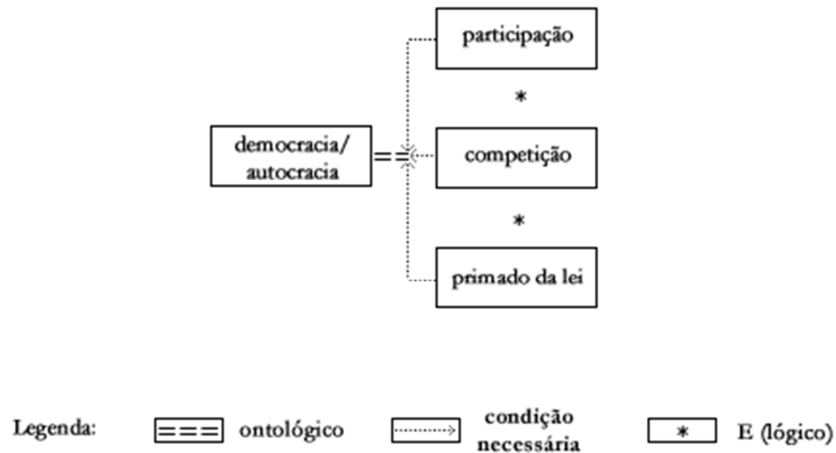 participação
*
democracia/
autocracia
==
competição
*
primado da lei
Legenda:
===
ontológico
condição
necessária
*
E (lógico)